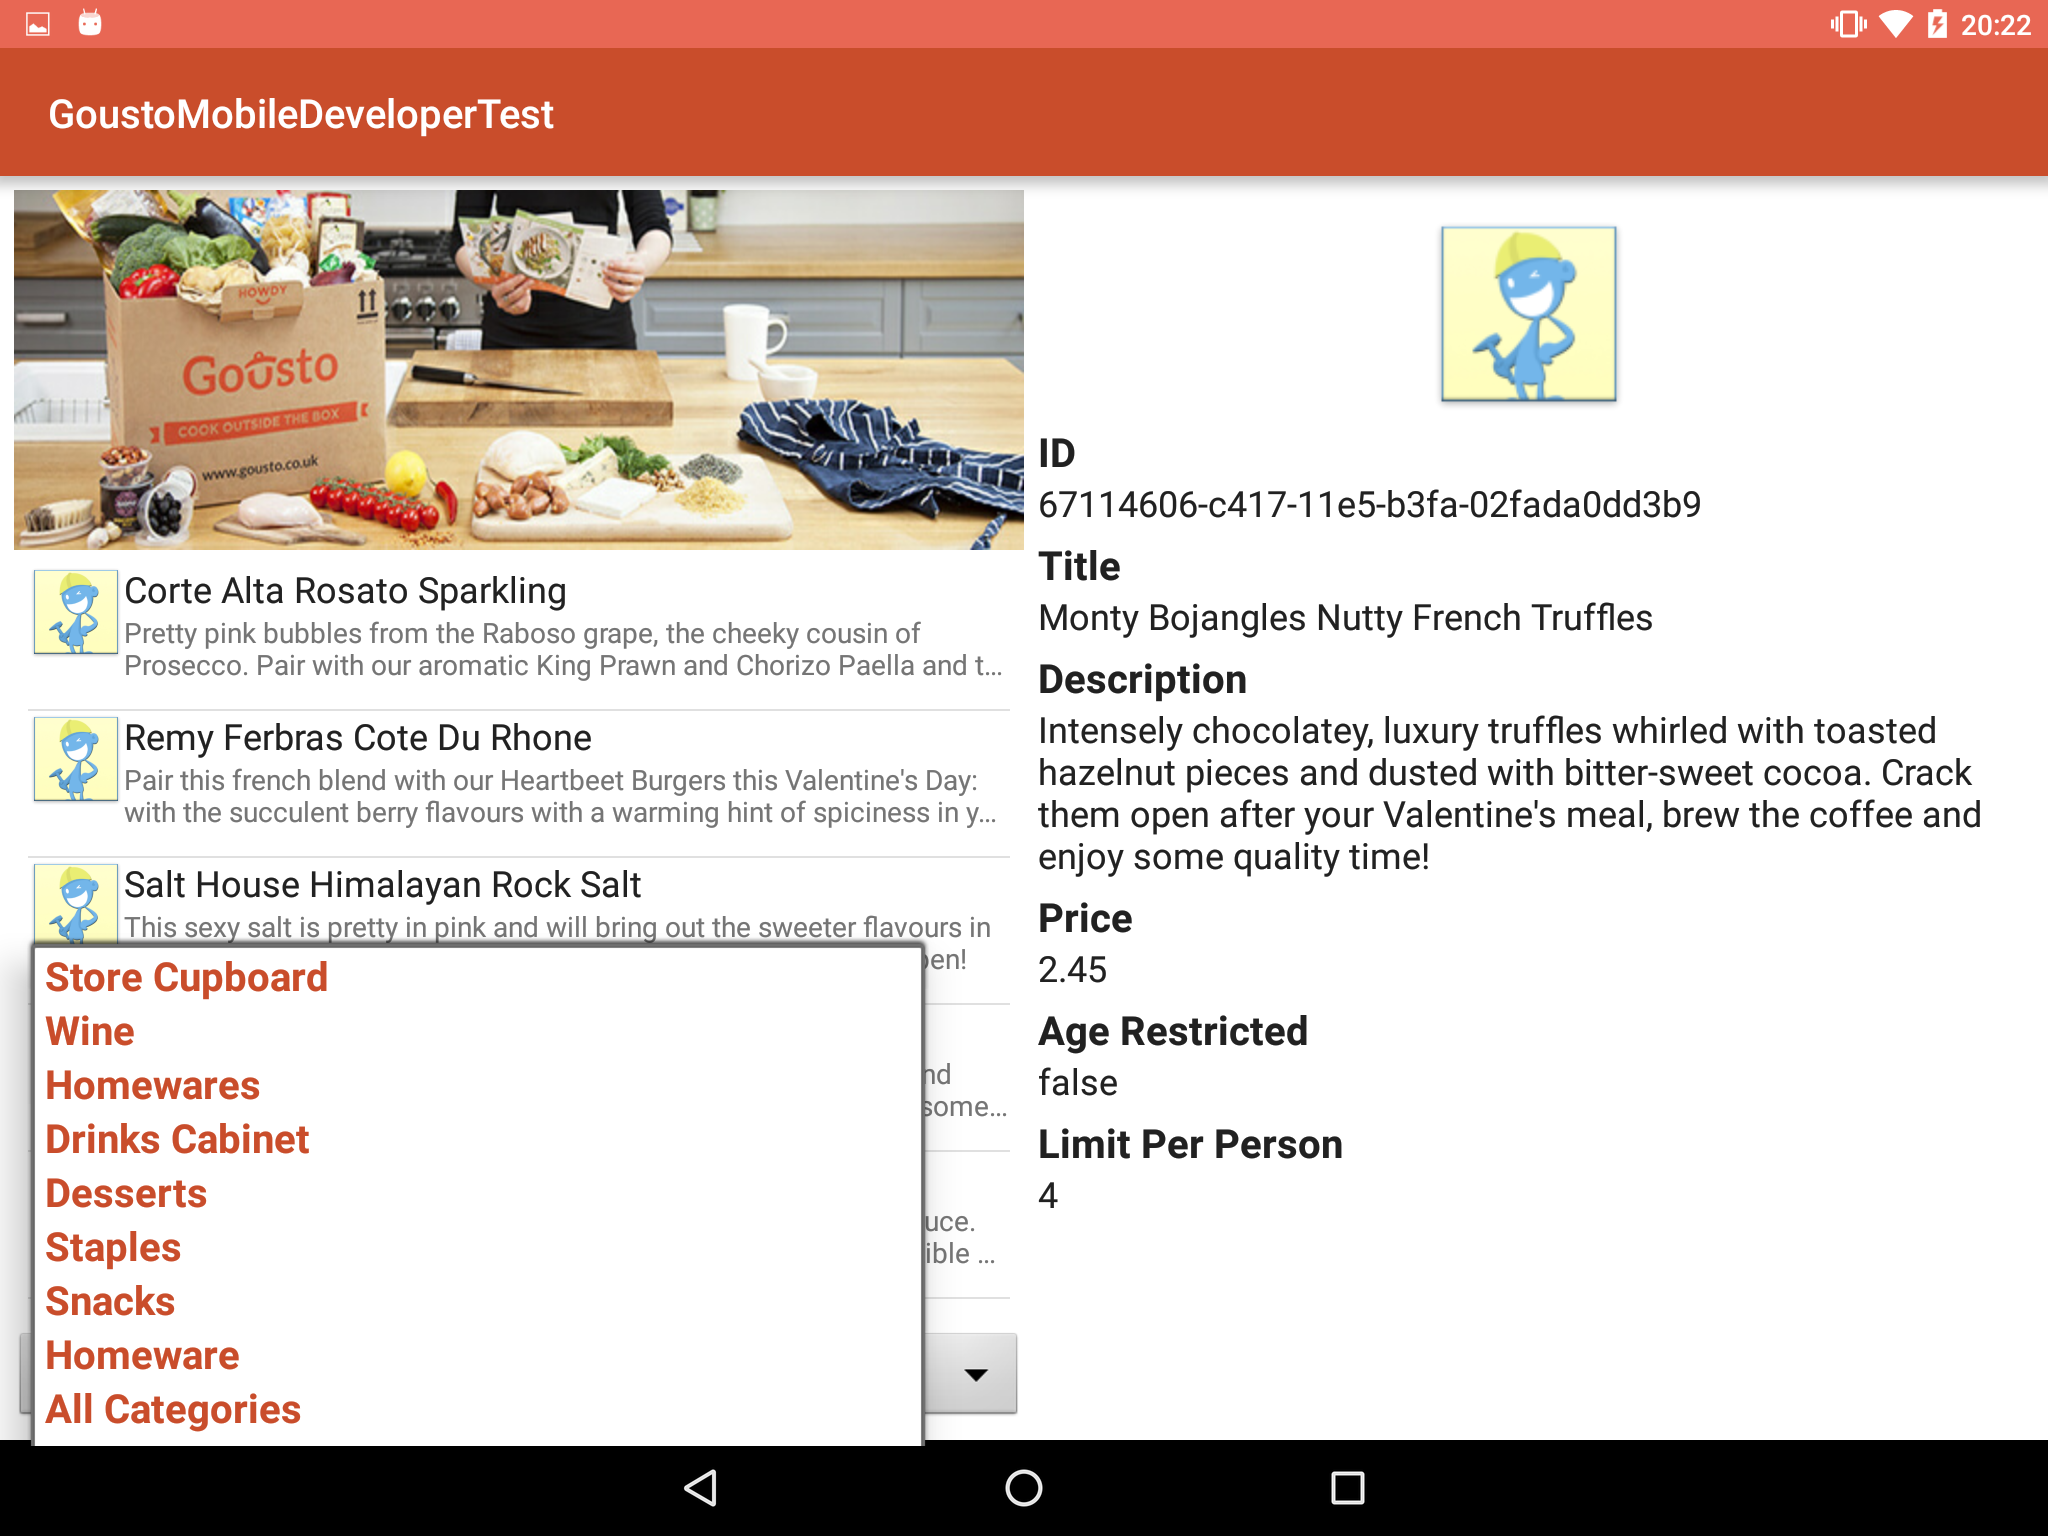 20:22
GoustoMobileDeveloperTest
HOWDY
Gousto
COOK OUTSIDE THE BOX
www.gousto.co.uk
Corte Alta Rosato Sparkling
Pretty pink bubbles from the Raboso grape, the cheeky cousin of
Prosecco. Pair with our aromatic King Prawn and Chorizo Paella and t...
Remy Ferbras Cote Du Rhone
Pair this french blend with our Heartbeet Burgers this Valentine's Day:
with the succulent berry flavours with a warming hint of spiciness in y...
Salt House Himalayan Rock Salt
This sexy salt is pretty in pink and will bring out the sweeter flavours in
some...
uce.
ible ...
Store Cupboard
Wine
Homewares
Drinks Cabinet
Desserts
Staples
Snacks
Homeware
All Categories
ID
67114606-c417-11e5-b3fa-02fada0dd3b9
Title
Monty Bojangles Nutty French Truffles
Description
Intensely chocolatey, luxury truffles whirled with toasted
hazelnut pieces and dusted with bitter-sweet cocoa. Crack
them open after your Valentine's meal, brew the coffee and
enjoy some quality time!
Price
2.45
Age Restricted
false
Limit Per Person
4